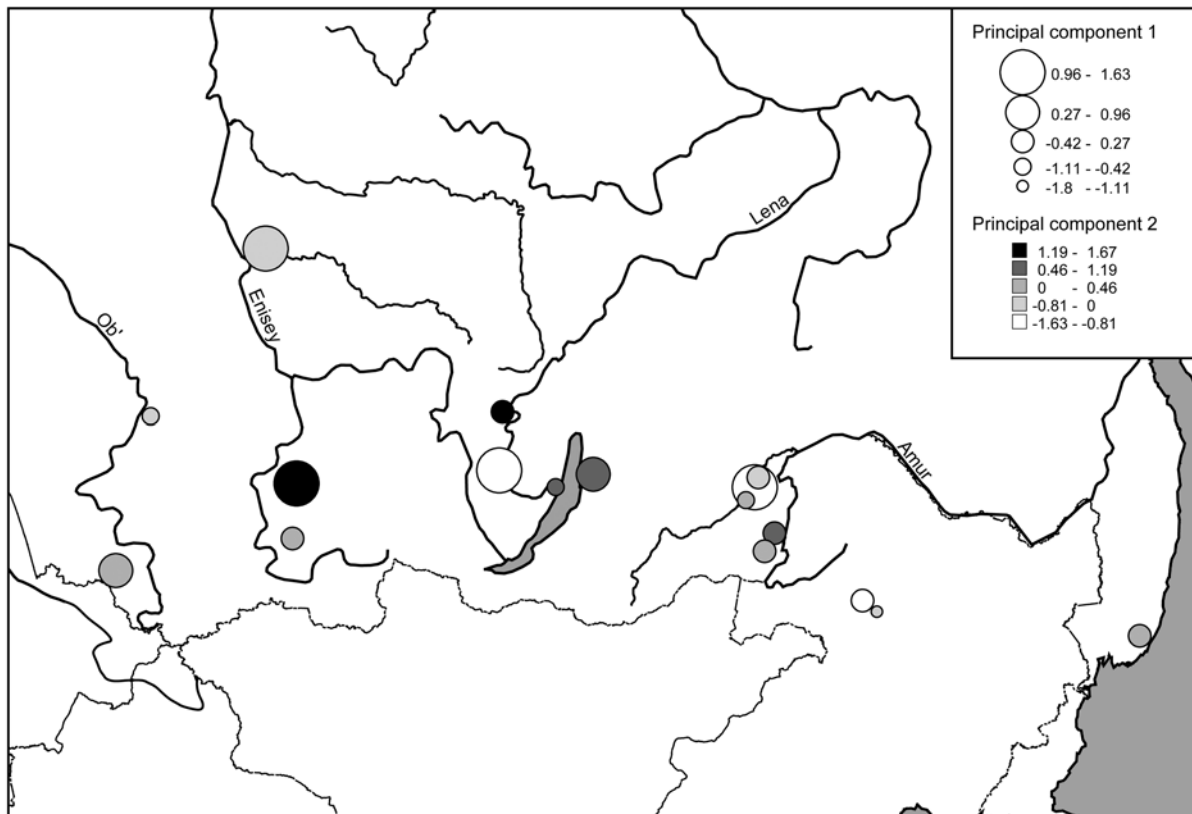 Principal component 1
0.96 - 1.63
0.27 - 0.96
-0.42 - 0.27
-1.11 - -0.42
-1.8 - -1.11
Principal component 2
1.19 - 1.67
0.46 - 1.19
0 - 0.46
-0.81 - 0
-1.63 - -0.81
Lena
Enisey
Ob'
Amur